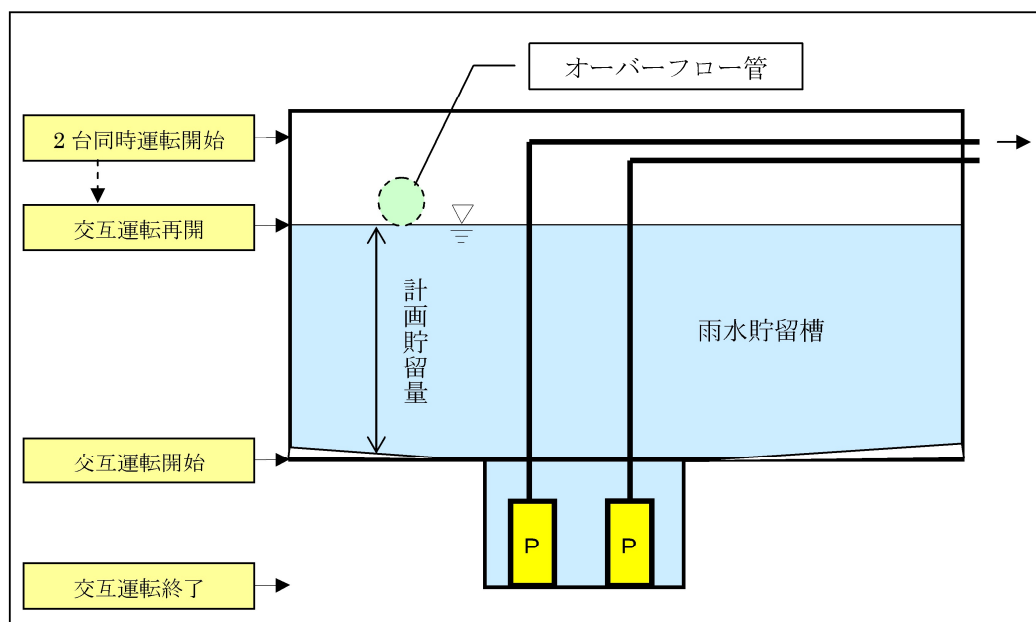 オーバーフロー管
2台同時運転開始
交互運転再開
計画貯留量
雨水貯留槽
交互運転開始
P
P
交互運転終了